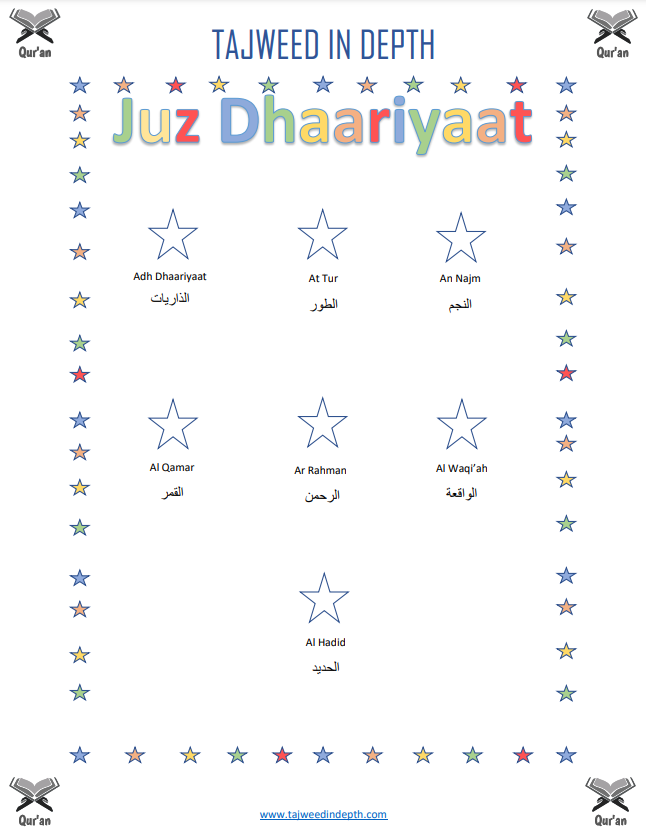 Qur'an
TAJWEED IN DEPTH
Qur'an
Juz Dhaariyaat
Adh Dhaariyaat
الذاريات
At Tur
الطور
An Najm
النجم
Al Qamar
القمر
Ar Rahman
الرحمن
Al Waqi’ah
الواقعة
Al Hadid
الحديد
Qur'an
www.tajweedindepth.com
Qur'an